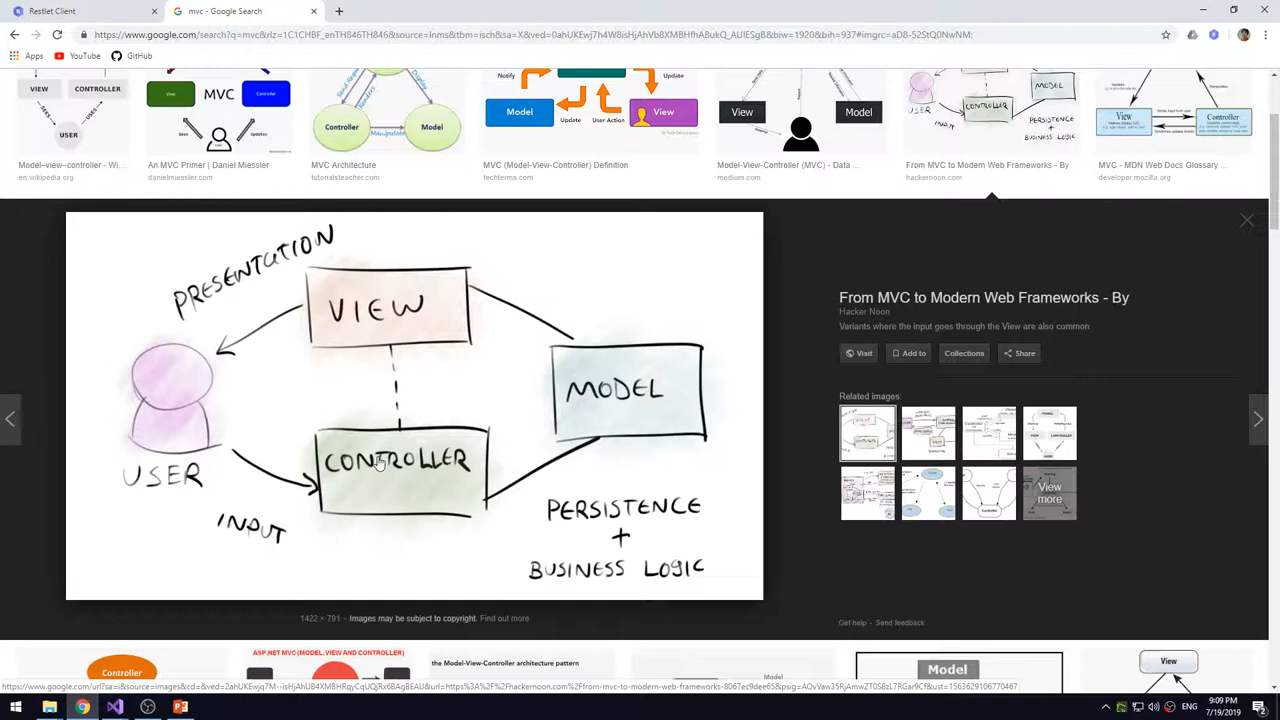 Restlet Client
mvc - Google Search
https://www.google.com/search?q=mvc&rlz=1C1CHBF_enTH846TH846&source=lnms&tbm=isch&sa=X&ved=0ahUKEwj7h4W8isHjAhVb8XMBHfhABukQ_AUIESgB&biw=1920&bih=937#imgrc=aD8-S2StQ0NwNM:
Apps YouTube GitHub
VIEW CONTROLLER
USER
View MVC Controller
Sees Updates
Controller Manipulate Model
Notify Update
Model View
Update User Action
View Model
USER CONTROLLER MODEL
INPUT PERSISTENCE
+
BUSINESS LOGIC
View Controller
Model–view–controller - Wi...
en.wikipedia.org
An MVC Primer | Daniel Miessler
danielmiessler.com
MVC Architecture
tutorialsteacher.com
MVC (Model-View-Controller) Definition
techterms.com
Model-View-Controller (MVC) - Data ...
medium.com
From MVC to Modern Web Frameworks - By
hackernoon.com
MVC - MDN Web Docs Glossary ...
developer.mozilla.org
PRESENTATION
VIEW
MODEL
CONTROLLER
USER
INPUT
PERSISTENCE
+
BUSINESS LOGIC
From MVC to Modern Web Frameworks - By
Hacker Noon
Variants where the input goes through the View are also common.
Visit Add to Collections Share
Related images:
View
more
1422 × 791 - Images may be subject to copyright. Find out more
Get help - Send feedback
Controller
ASP.NET MVC (MODEL, VIEW AND CONTROLLER)
the Model-View-Controller architecture pattern
Model
View
ENG
9:09 PM
7/19/2019